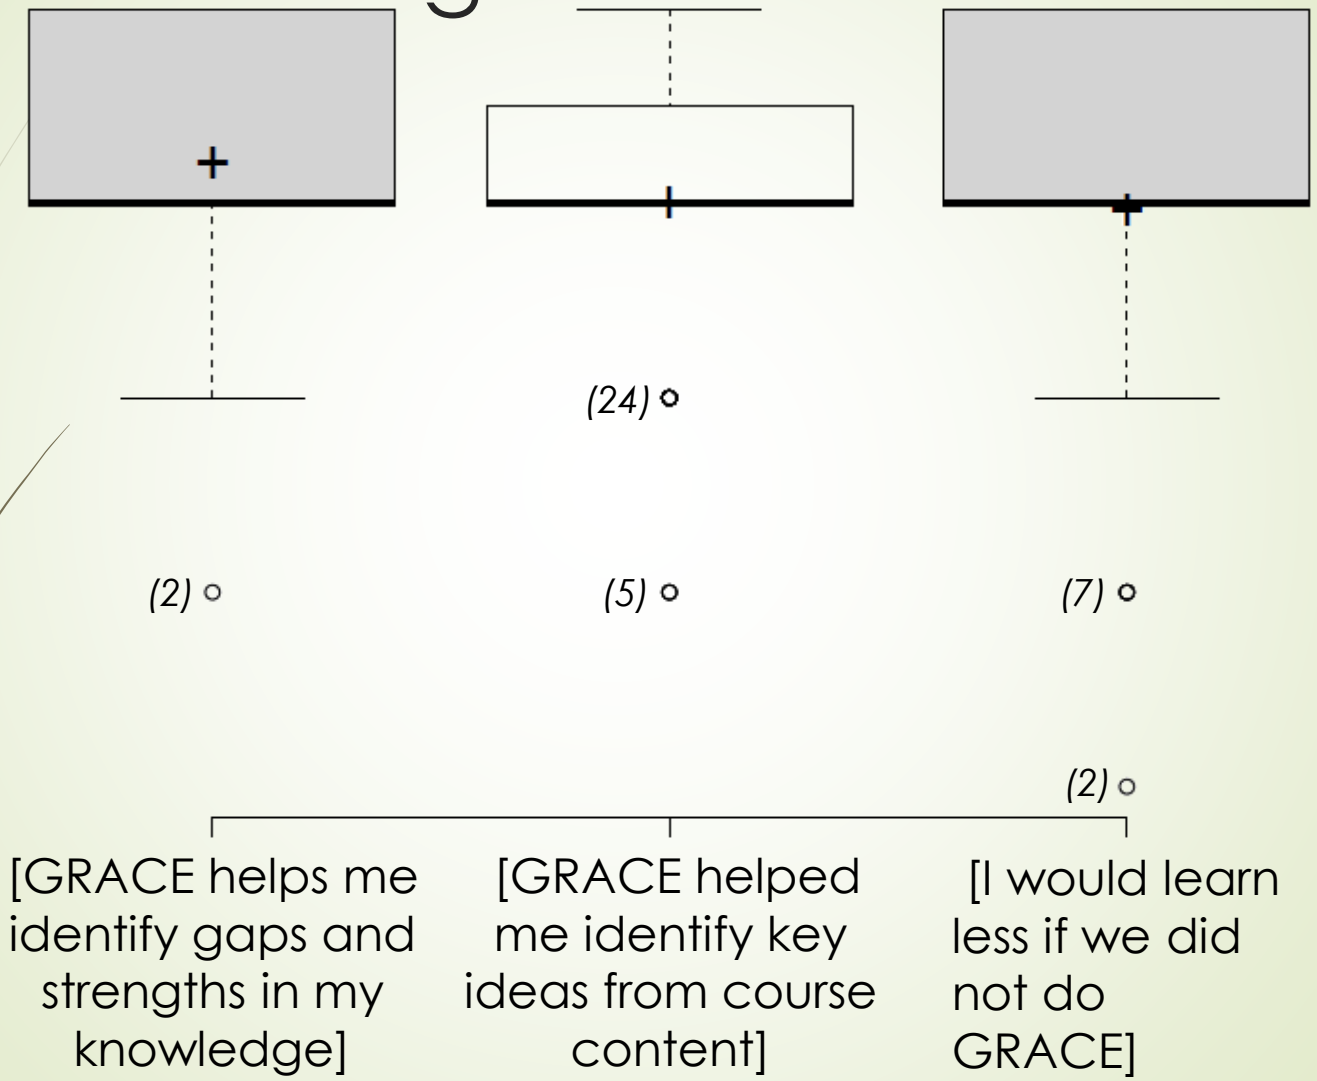 g
(24)
(2)
(5)
(7)
(2)
[GRACE helps me
identify gaps and
strengths in my
knowledge]
[GRACE helped
me identify key
ideas from course
content]
[I would learn
less if we did
not do
GRACE]